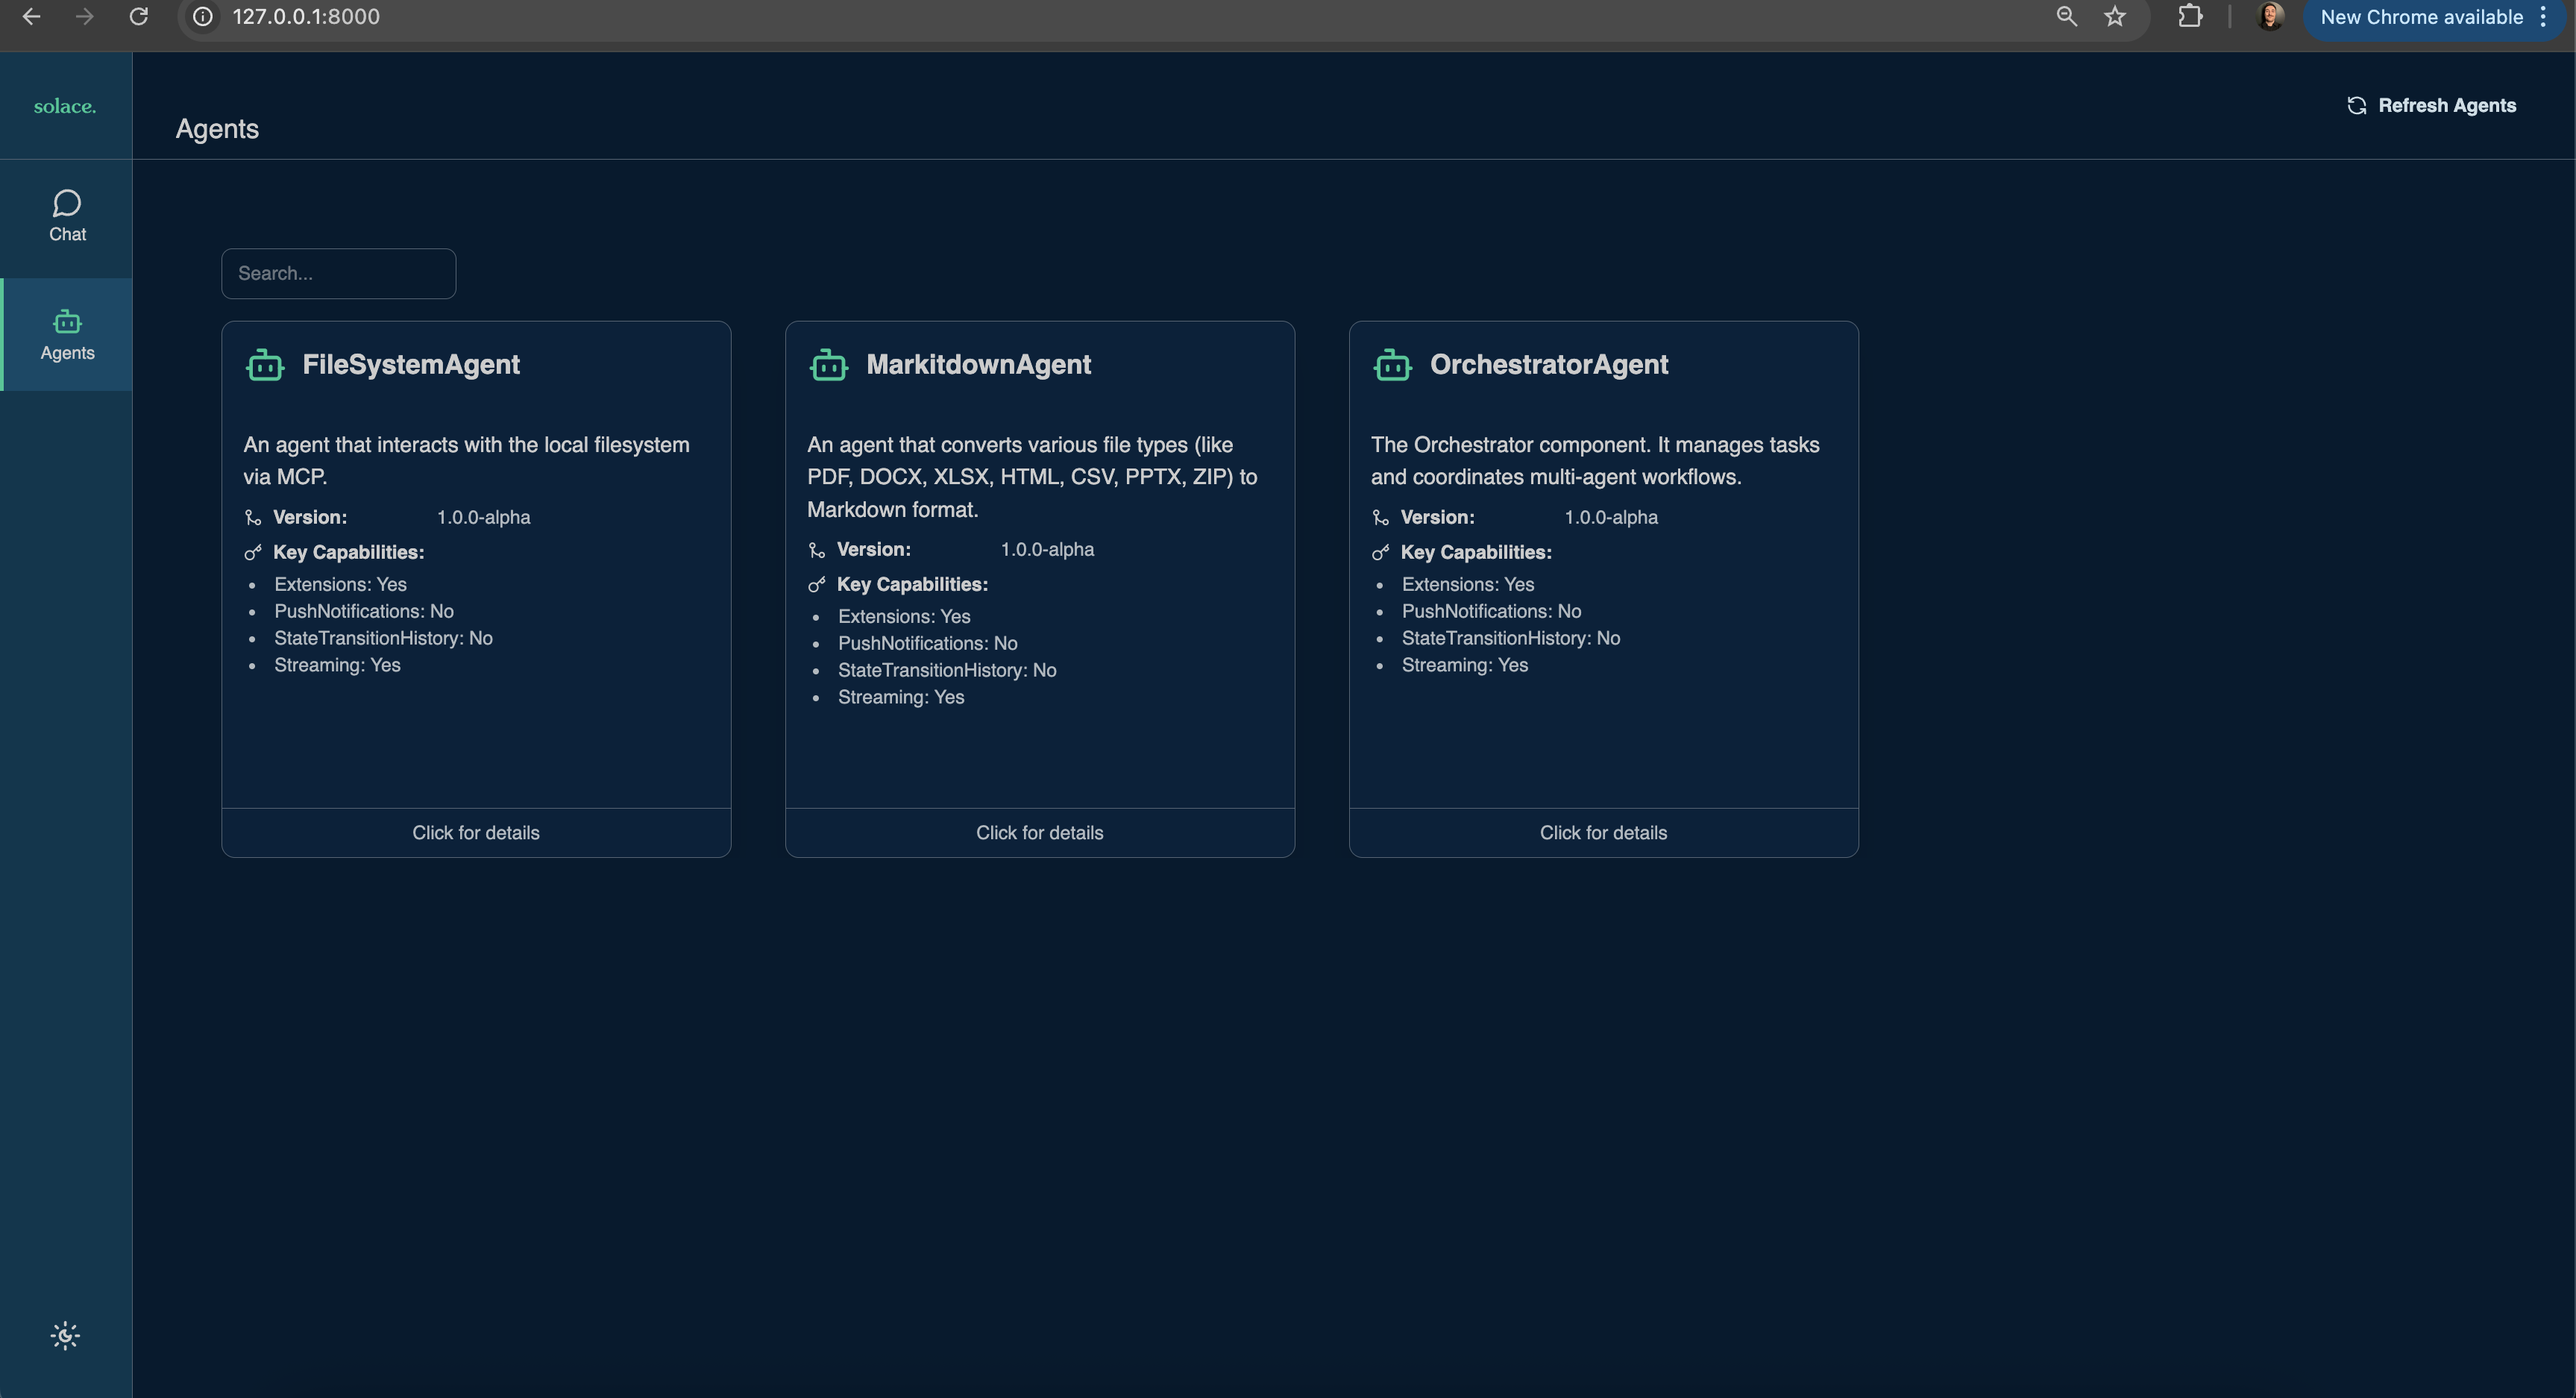 127.0.0.1:8000
New Chrome available
solace.
Refresh Agents
Agents
Chat
Agents
Search...
FileSystemAgent
An agent that interacts with the local filesystem
via MCP.
Version: 1.0.0-alpha
Key Capabilities:
• Extensions: Yes
• PushNotifications: No
• StateTransitionHistory: No
• Streaming: Yes
Click for details
MarkitdownAgent
An agent that converts various file types (like
PDF, DOCX, XLSX, HTML, CSV, PPTX, ZIP) to
Markdown format.
Version: 1.0.0-alpha
Key Capabilities:
• Extensions: Yes
• PushNotifications: No
• StateTransitionHistory: No
• Streaming: Yes
Click for details
OrchestratorAgent
The Orchestrator component. It manages tasks
and coordinates multi-agent workflows.
Version: 1.0.0-alpha
Key Capabilities:
• Extensions: Yes
• PushNotifications: No
• StateTransitionHistory: No
• Streaming: Yes
Click for details